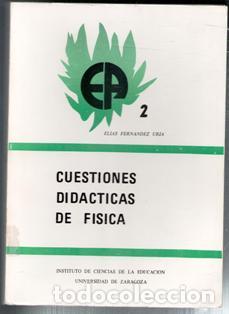 EA
2
ELIAS FERNANDEZ URIA
CUESTIONES
DIDACTICAS
DE FISICA
INSTITUTO DE CIENCIAS DE LA EDUCACION
UNIVERSIDAD DE ZARAGOZA
todocoleccion